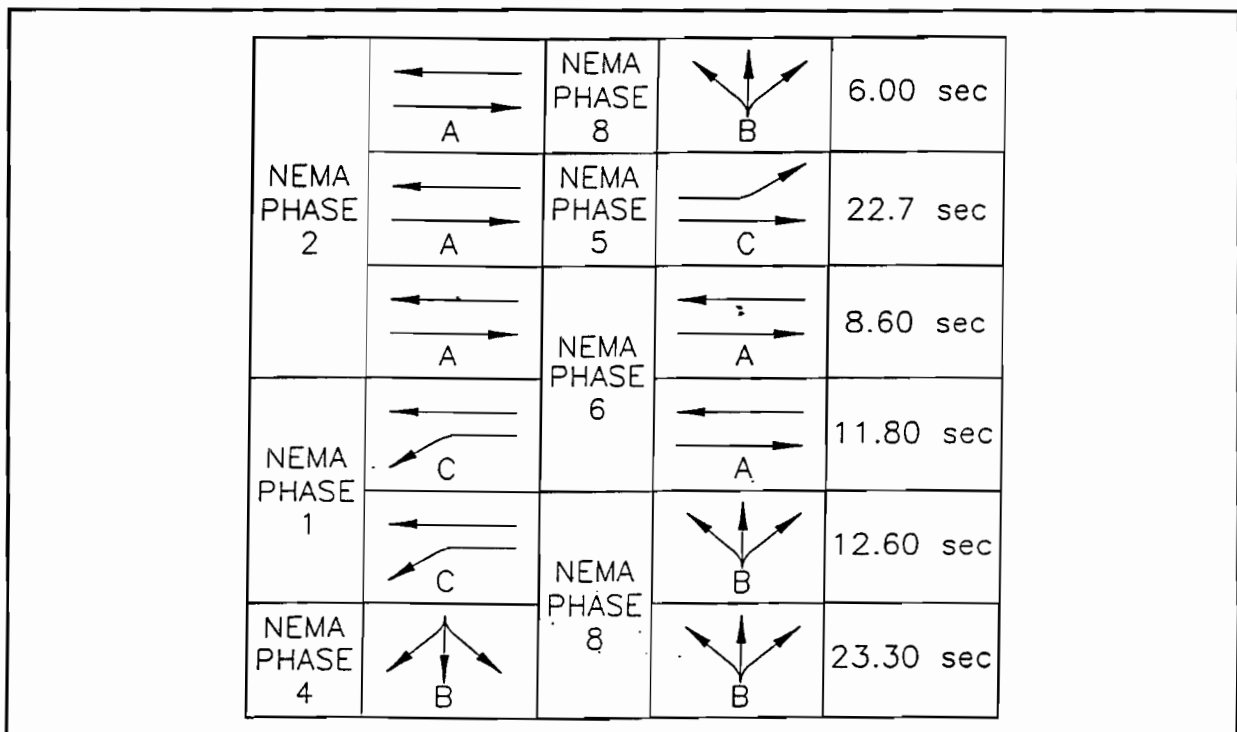 NEMA
PHASE
2
A
NEMA
PHASE
8
B
6.00 sec
A
NEMA
PHASE
5
C
22.7 sec
A
NEMA
PHASE
6
A
8.60 sec
NEMA
PHASE
1
C
A
11.80 sec
C
NEMA
PHASE
8
B
12.60 sec
NEMA
PHASE
4
B
B
23.30 sec